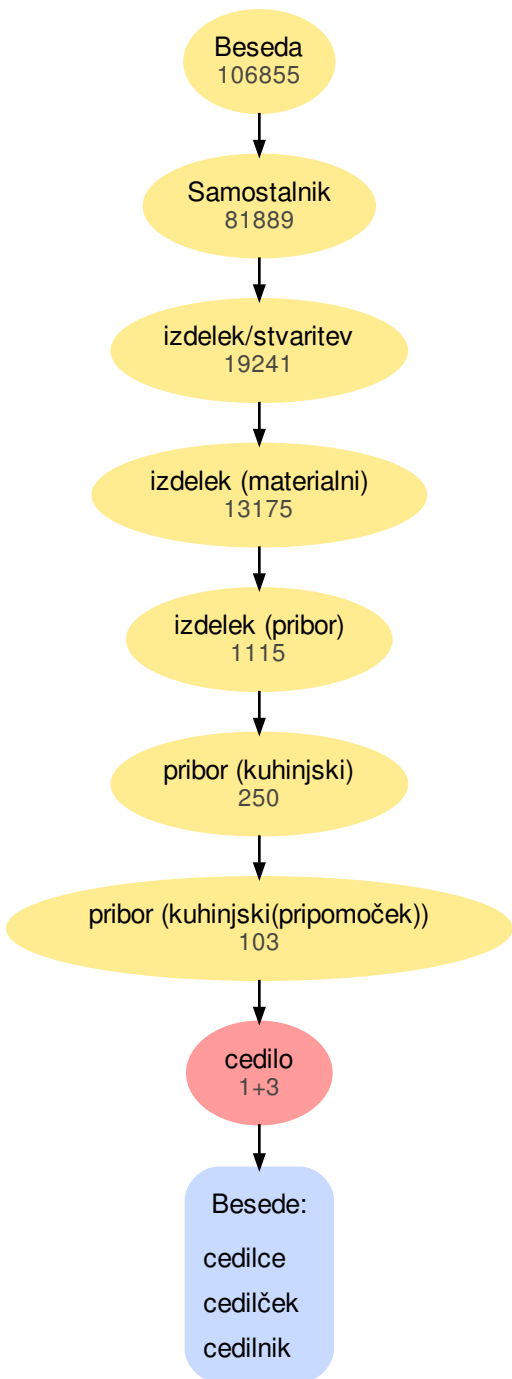 Beseda
106855
Samostalnik
81889
izdelek/stvaritev
19241
izdelek (materialni)
13175
izdelek (pribor)
1115
pribor (kuhinjski)
250
pribor (kuhinjski(pripomoček))
103
cedilo
1+3
Besede:
cedilce
cedilček
cedilnik